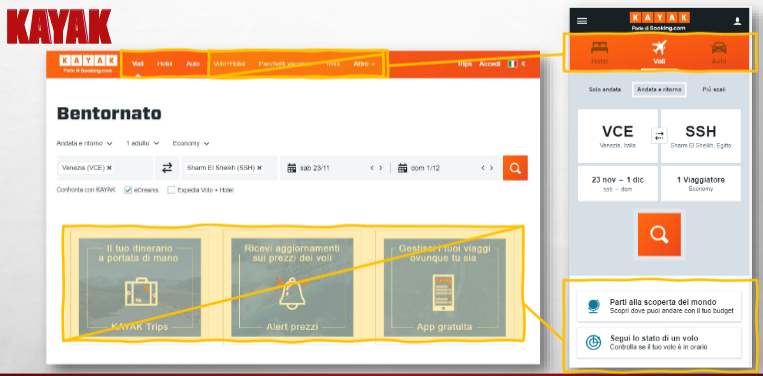 KAYAK
KAYAK
Parte di Booking.com
Voli Hotel Auto Volo+Hotel Pacchetti vacanze Treni Altro
Trips Accedi €
Bentornato
Andata e ritorno 1 adulto Economy
Venezia (VCE) × Sharm El Sheikh (SSH) × sab 23/11 < > dom 1/12 < >
Confronta con KAYAK eDreams Expedia Volo + Hotel
Il tuo itinerario
a portata di mano
KAYAK Trips
Ricevi aggiornamenti
sui prezzi dei voli
Alert prezzi
Gestisci i tuoi viaggi
ovunque tu sia
App gratuita
KAYAK
Parte di Booking.com
Hotel Voli Auto
Solo andata Andata e ritorno Più scali
VCE SSH
Venezia, Italia Sharm El Sheikh, Egitto
23 nov – 1 dic 1 Viaggiatore
sab – dom Economy
Parti alla scoperta del mondo
Scopri dove puoi andare con il tuo budget
Segui lo stato di un volo
Controlla se il tuo volo è in orario